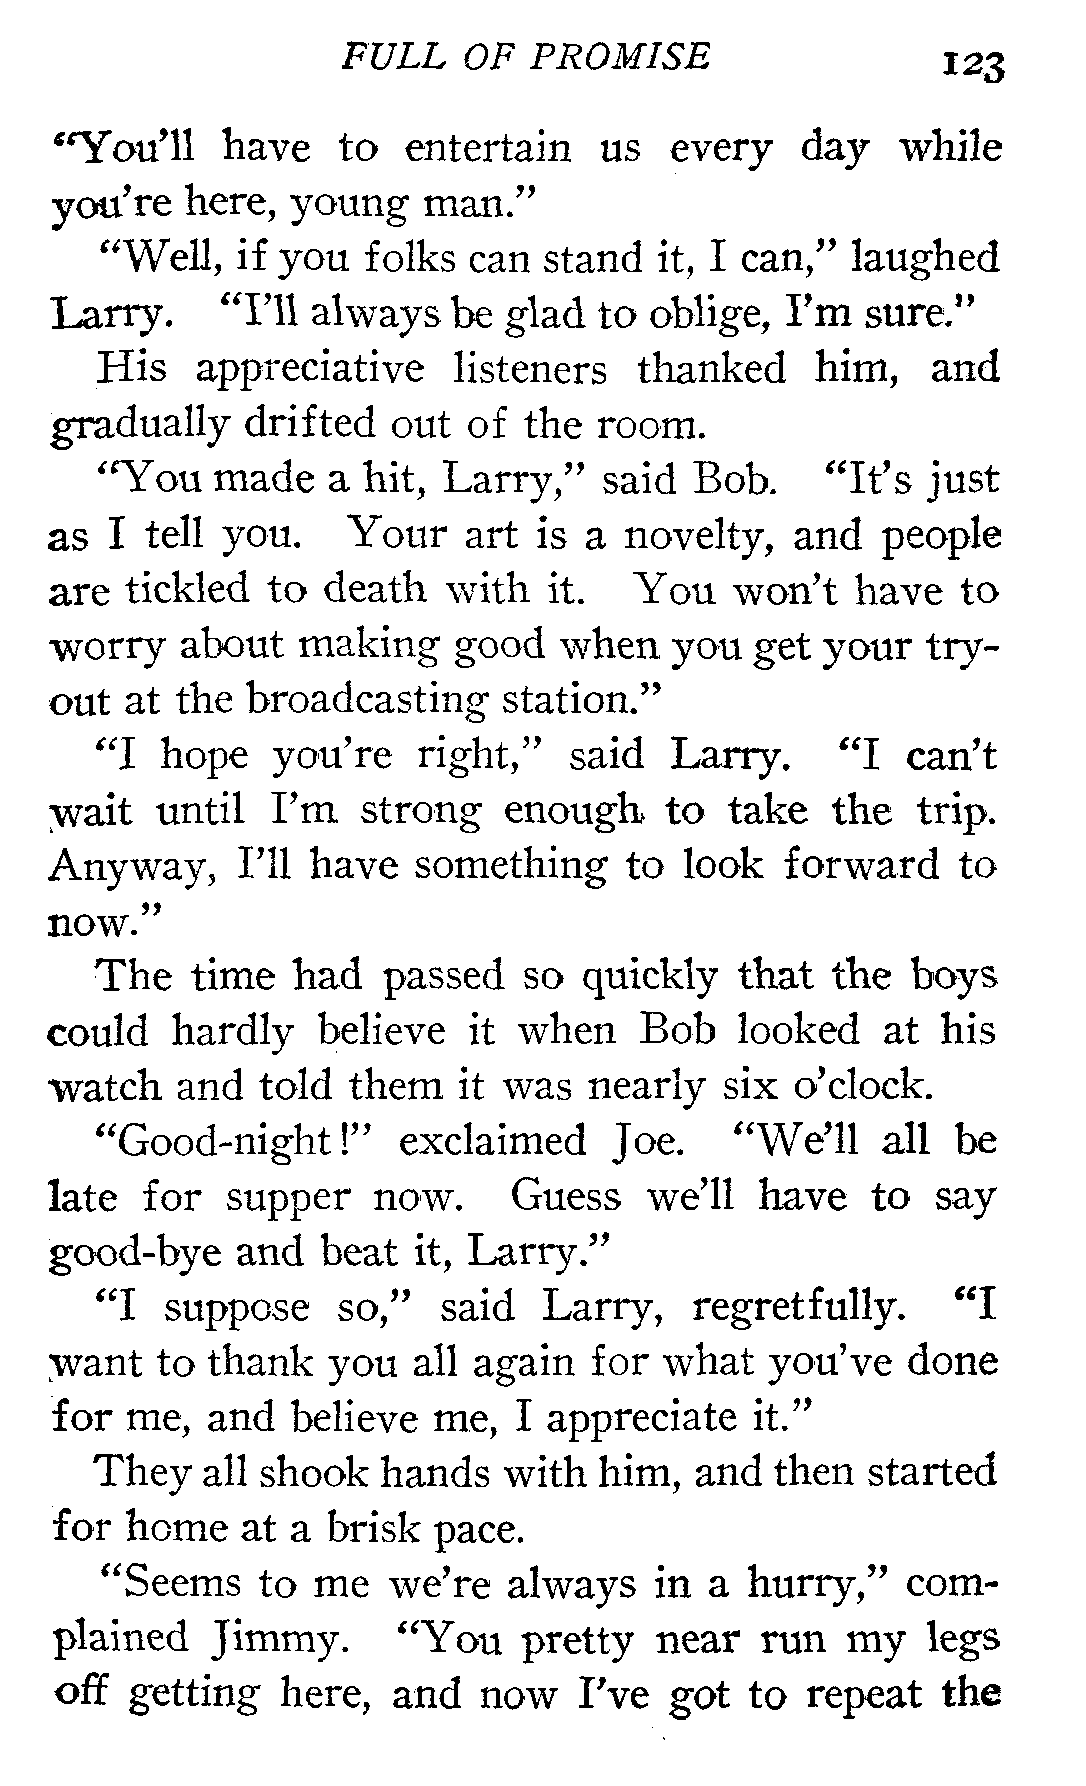 FULL OF PROMISE 123
“You’ll have to entertain us every day while
you’re here, young man.”
“Well, if you folks can stand it, I can,” laughed
Larry. “I’ll always be glad to oblige, I’m sure.”
His appreciative listeners thanked him, and
gradually drifted out of the room.
“You made a hit, Larry,” said Bob. “It’s just
as I tell you. Your art is a novelty, and people
are tickled to death with it. You won’t have to
worry about making good when you get your try-
out at the broadcasting station.”
“I hope you’re right,” said Larry. “I can’t
wait until I’m strong enough to take the trip.
Anyway, I’ll have something to look forward to
now.”
The time had passed so quickly that the boys
could hardly believe it when Bob looked at his
watch and told them it was nearly six o’clock.
“Good-night!” exclaimed Joe. “We’ll all be
late for supper now. Guess we’ll have to say
good-bye and beat it, Larry.”
“I suppose so,” said Larry, regretfully. “I
want to thank you all again for what you’ve done
for me, and believe me, I appreciate it.”
They all shook hands with him, and then started
for home at a brisk pace.
“Seems to me we’re always in a hurry,” com-
plained Jimmy. “You pretty near run my legs
off getting here, and now I’ve got to repeat the